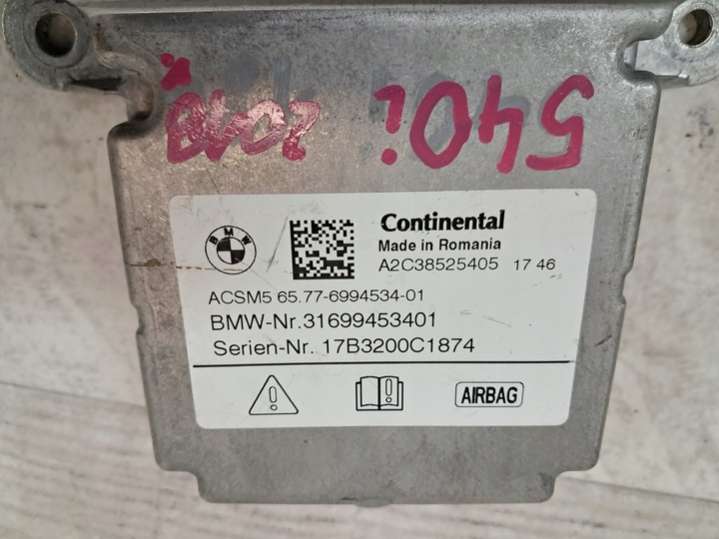 540i 2018
BMW
Continental
Made in Romania
A2C38525405 17 46
ACSM5 65.77-6994534-01
BMW-Nr.31699453401
Serien-Nr. 17B3200C1874
AIRBAG